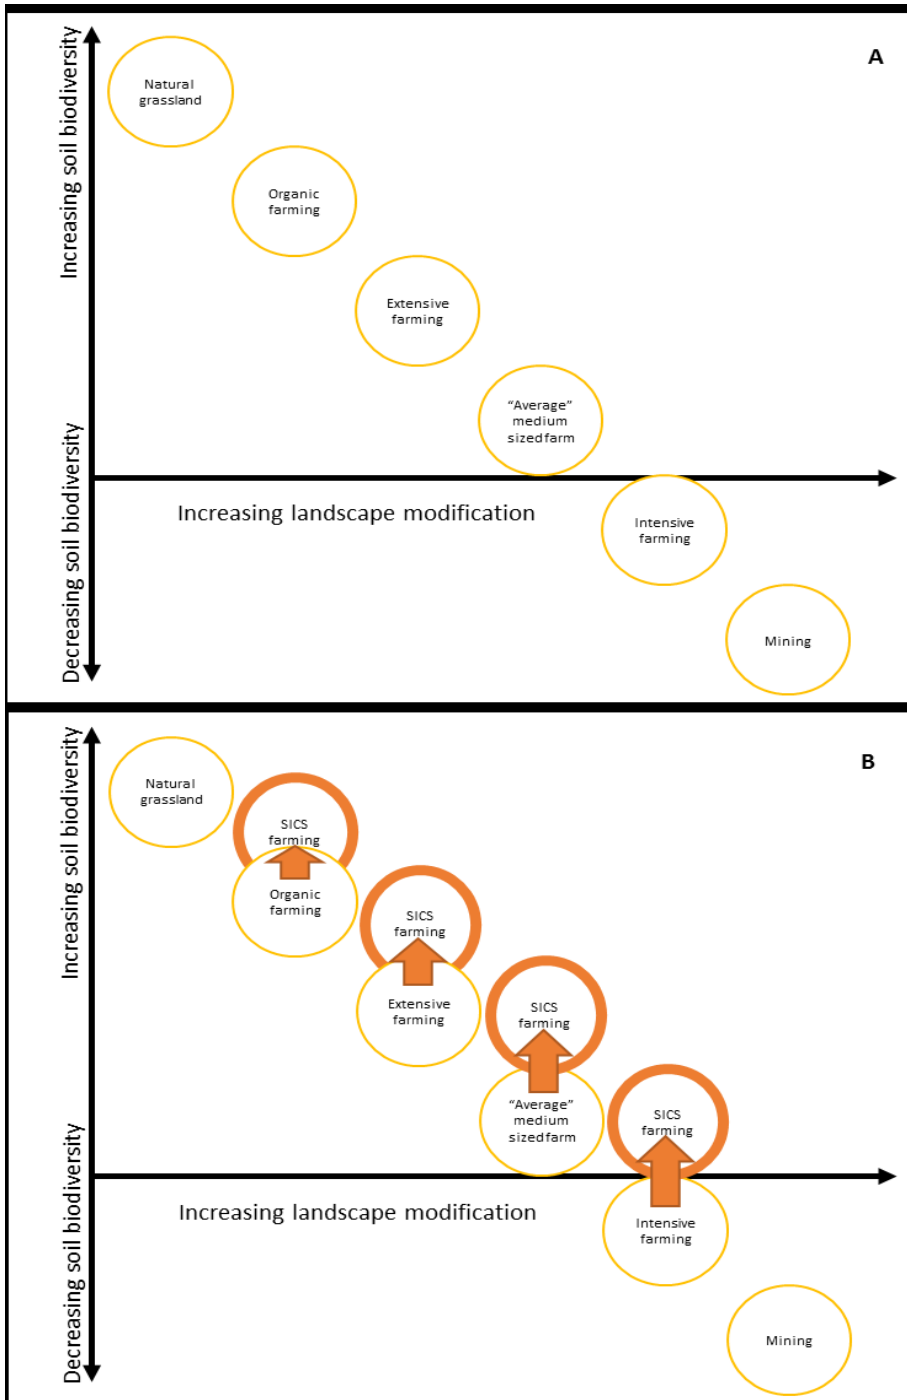 A
Increasing soil biodiversity
Decreasing soil biodiversity
Natural
grassland
Organic
farming
Extensive
farming
“Average”
medium
sized farm
Increasing landscape modification
Intensive
farming
Mining
B
Increasing soil biodiversity
Decreasing soil biodiversity
Natural
grassland
SICS
farming
Organic
farming
SICS
farming
Extensive
farming
SICS
farming
“Average”
medium
sized farm
SICS
farming
Increasing landscape modification
Intensive
farming
Mining